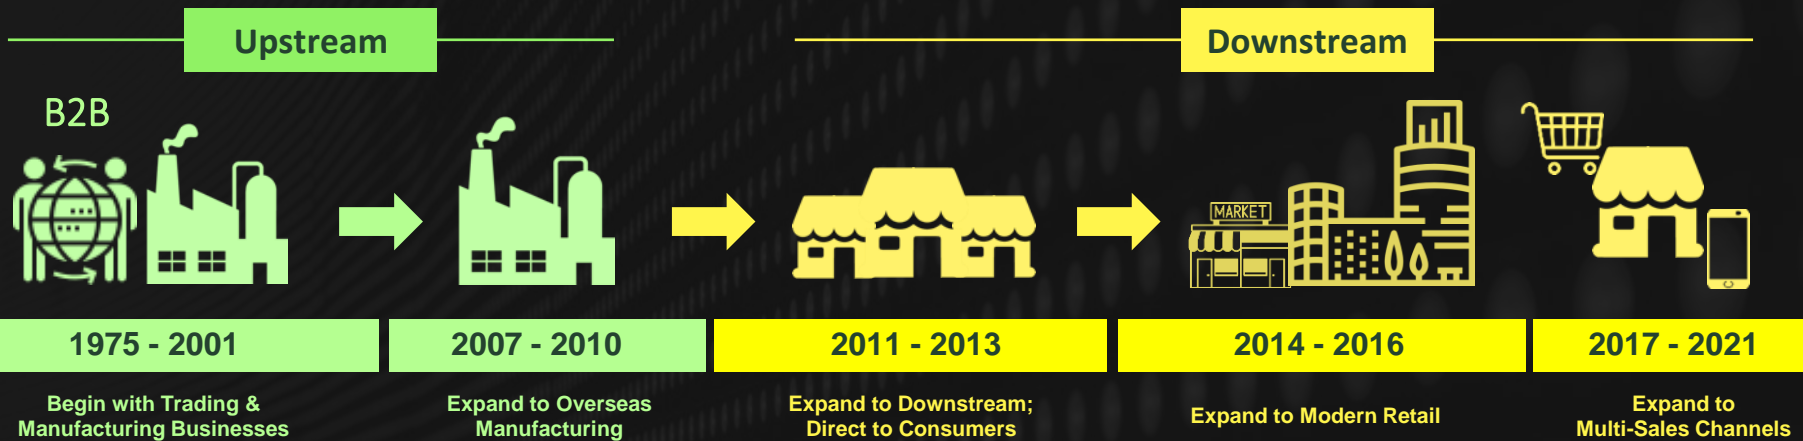 Upstream
Downstream
B2B
MARKET
1975 - 2001
2007 - 2010
2011 - 2013
2014 - 2016
2017 - 2021
Begin with Trading &
Manufacturing Businesses
Expand to Overseas
Manufacturing
Expand to Downstream;
Direct to Consumers
Expand to Modern Retail
Expand to
Multi-Sales Channels